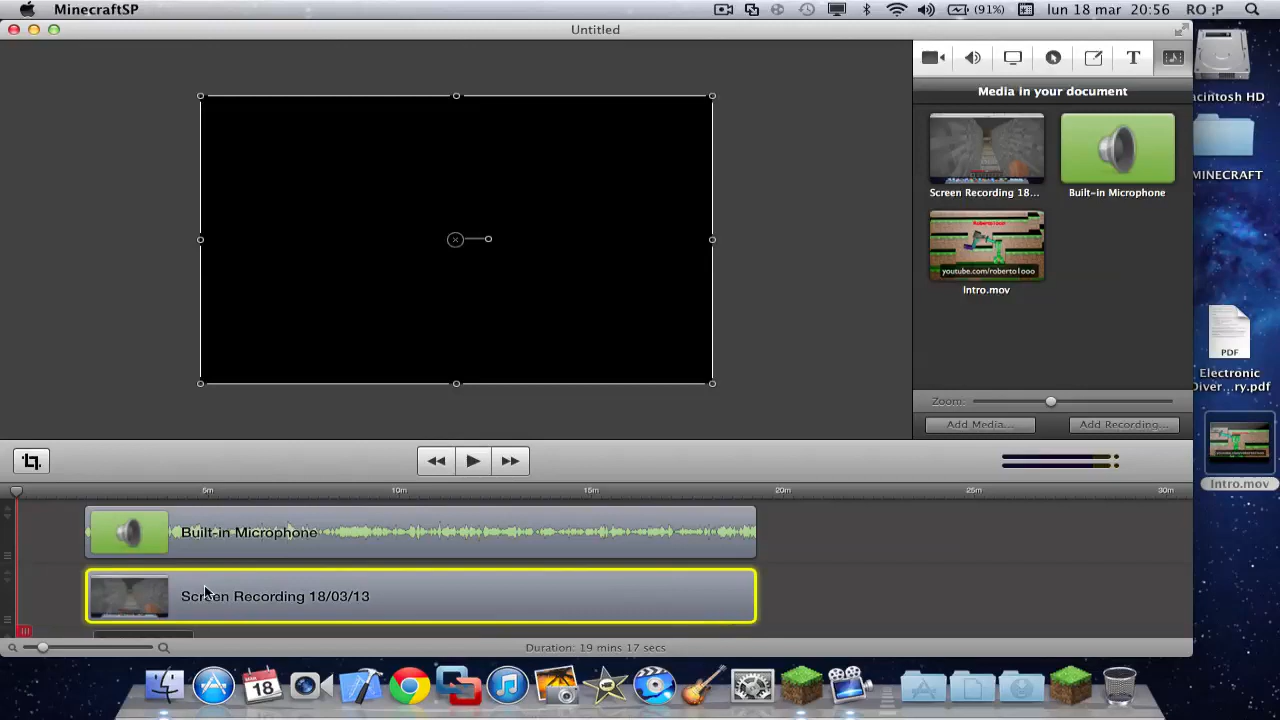 MinecraftSP
(91%)
lun 18 mar 20:56
RO ;P
Untitled
T
Media in your document
Screen Recording 18...
Built-in Microphone
youtube.com/roberto1ooo
Intro.mov
Zoom:
Add Media...
Add Recording...
acintosh HD
MINECRAFT
PDF
Electronic
Diver...ry.pdf
Intro.mov
5m
10m
15m
20m
25m
30m
Built-in Microphone
Screen Recording 18/03/13
Duration: 19 mins 17 secs
18